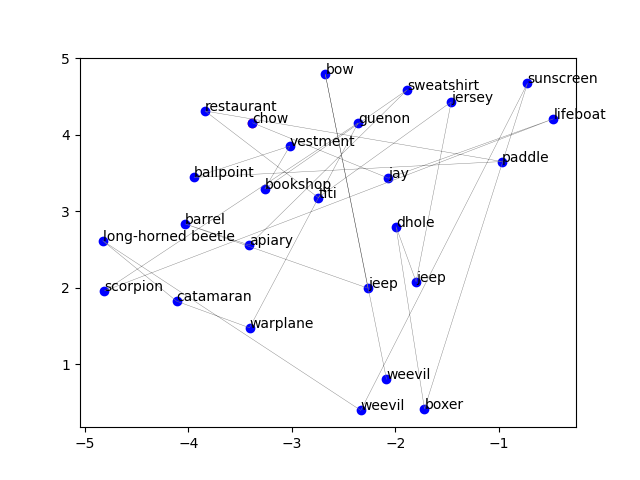 5
bow
sunscreen
sweatshirt
jersey
restaurant
lifeboat
chow
guenon
4
vestment
paddle
ballpoint
jay
bookshop
titi
3
barrel
dhole
long-horned beetle
apiary
jeep
scorpion
jeep
2
catamaran
warplane
1
weevil
weevil
boxer
−5
−4
−3
−2
−1